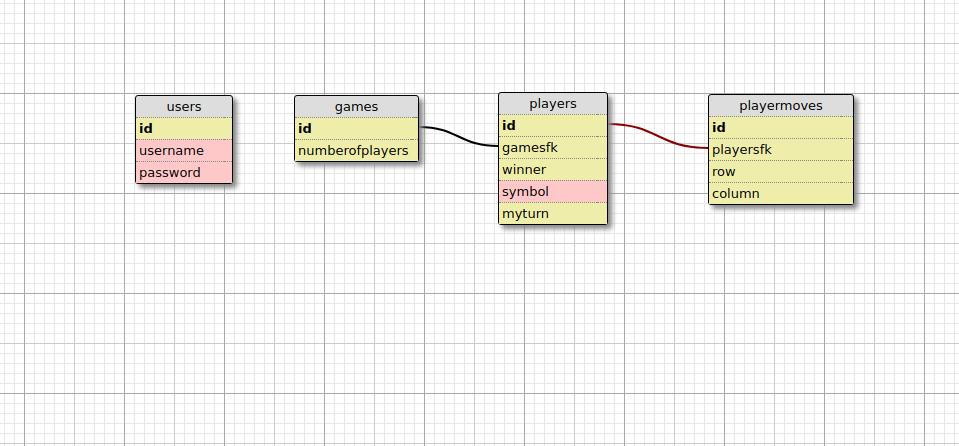 users
id
username
password
games
id
numberofplayers
players
id
gamesfk
winner
symbol
myturn
playermoves
id
playersfk
row
column